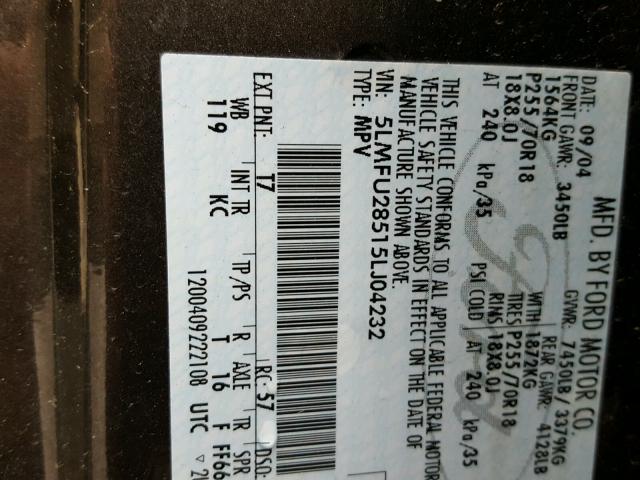 MFD. BY FORD MOTOR CO.
DATE: 09/04 GVWR: 7450LB/ 3379KG
FRONT GAWR: 3450LB REAR GAWR: 4128LB
1564KG WITH 1872KG
P255/70R18 TIRES P255/70R18
18X8.0J RIMS 18X8.0J
AT 240 kPa/35 PSI COLD AT 240 kPa/35
THIS VEHICLE CONFORMS TO ALL APPLICABLE FEDERAL MOTOR
VEHICLE SAFETY STANDARDS IN EFFECT ON THE DATE OF
MANUFACTURE SHOWN ABOVE.
VIN: 5LMFU28515LJ04232
TYPE: MPV
EXT PNT: T7 RC: 57 DSO:
WB INT TR TP/PS R AXLE TR SPR
119 KC T 16 F FF66
1200409222108 UTC